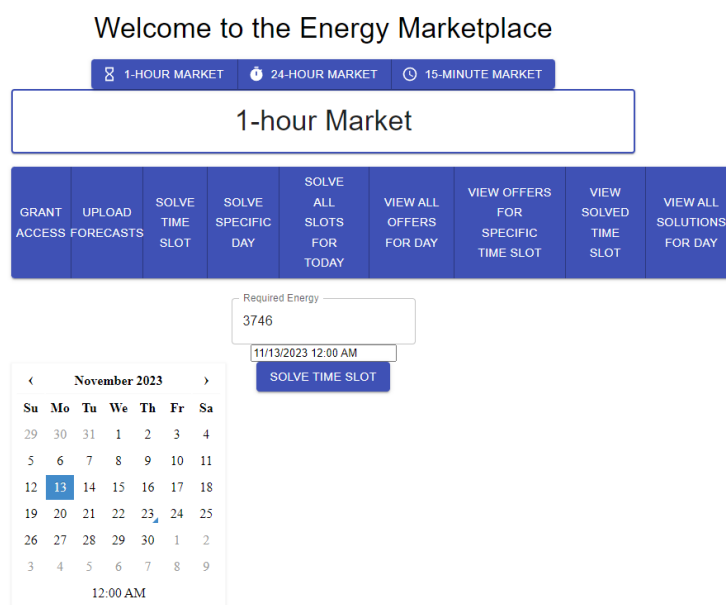 Welcome to the Energy Marketplace
1-HOUR MARKET 24-HOUR MARKET 15-MINUTE MARKET
1-hour Market
GRANT
ACCESS
UPLOAD
FORECASTS
SOLVE
TIME
SLOT
SOLVE
SPECIFIC
DAY
SOLVE
ALL
SLOTS
FOR
TODAY
VIEW ALL
OFFERS
FOR DAY
VIEW OFFERS
FOR
SPECIFIC
TIME SLOT
VIEW
SOLVED
TIME
SLOT
VIEW ALL
SOLUTIONS
FOR DAY
Required Energy
3746
11/13/2023 12:00 AM
SOLVE TIME SLOT
‹ November 2023 ›
Su Mo Tu We Th Fr Sa
29 30 31 1 2 3 4
5 6 7 8 9 10 11
12 13 14 15 16 17 18
19 20 21 22 23 24 25
26 27 28 29 30 1 2
3 4 5 6 7 8 9
12:00 AM